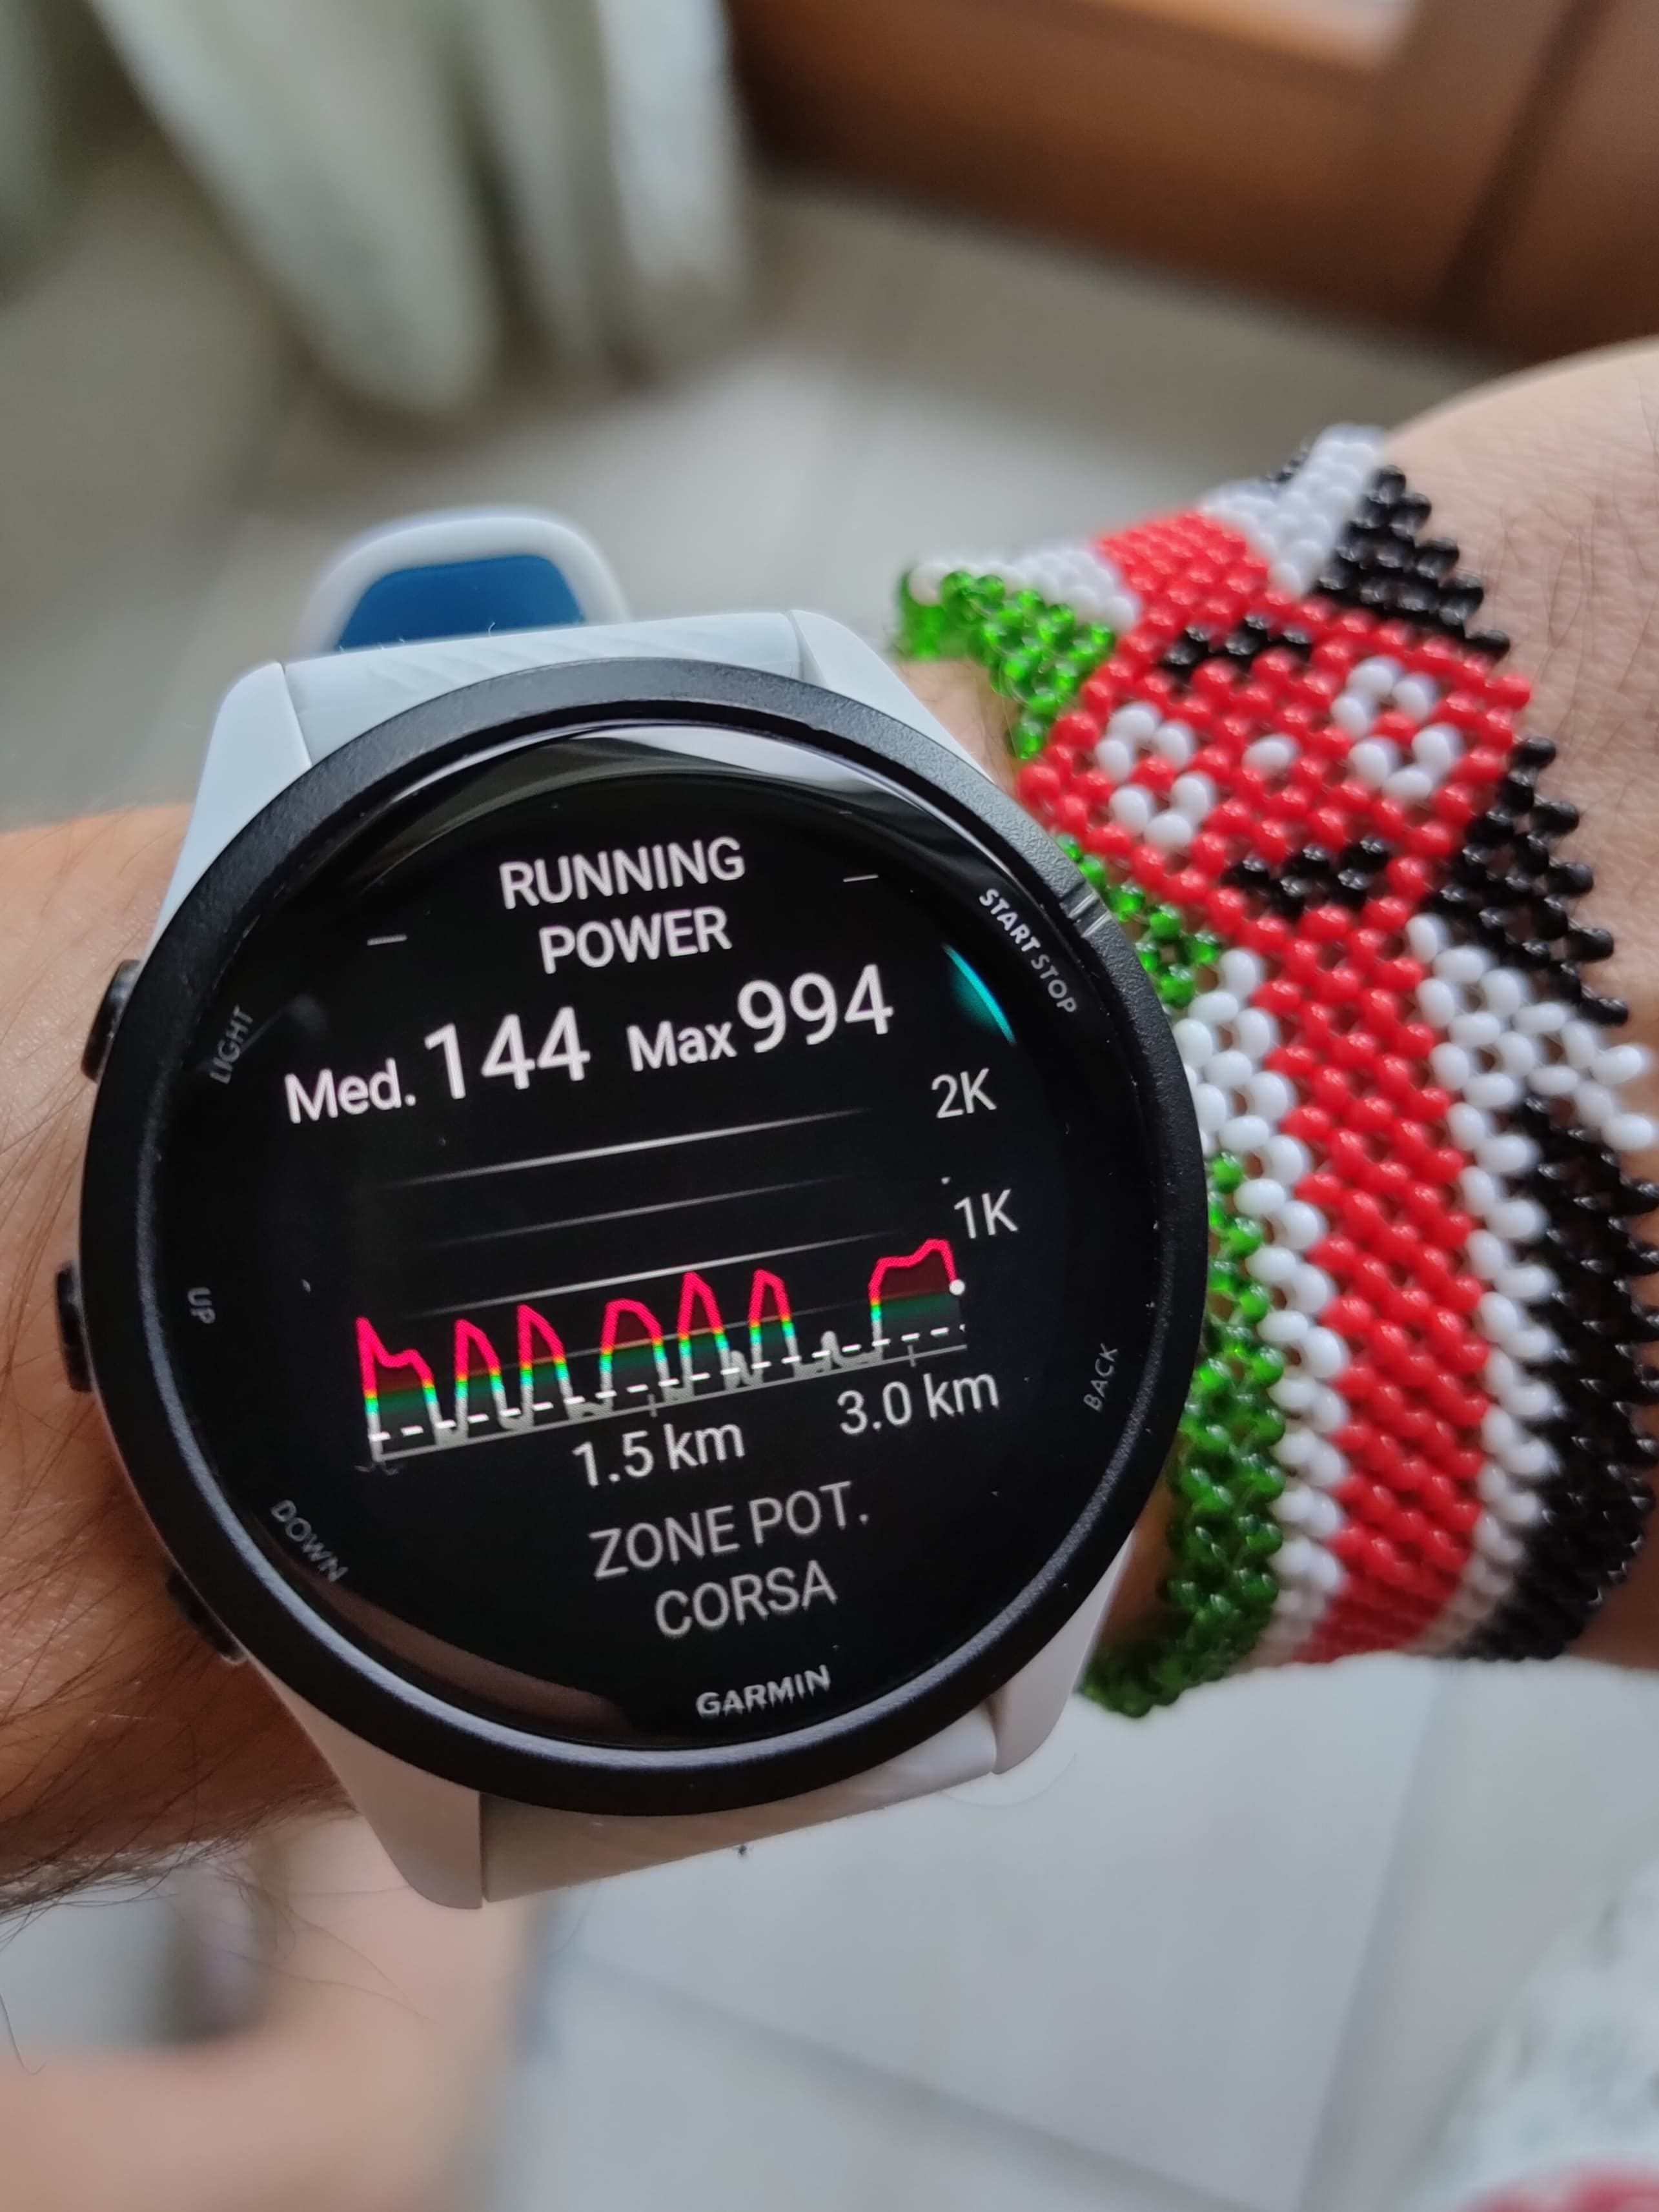 RUNNING
POWER
Med. 144 Max 994
2K
1K
1.5 km 3.0 km
ZONE POT.
CORSA
GARMIN
LIGHT
UP
DOWN
START STOP
BACK